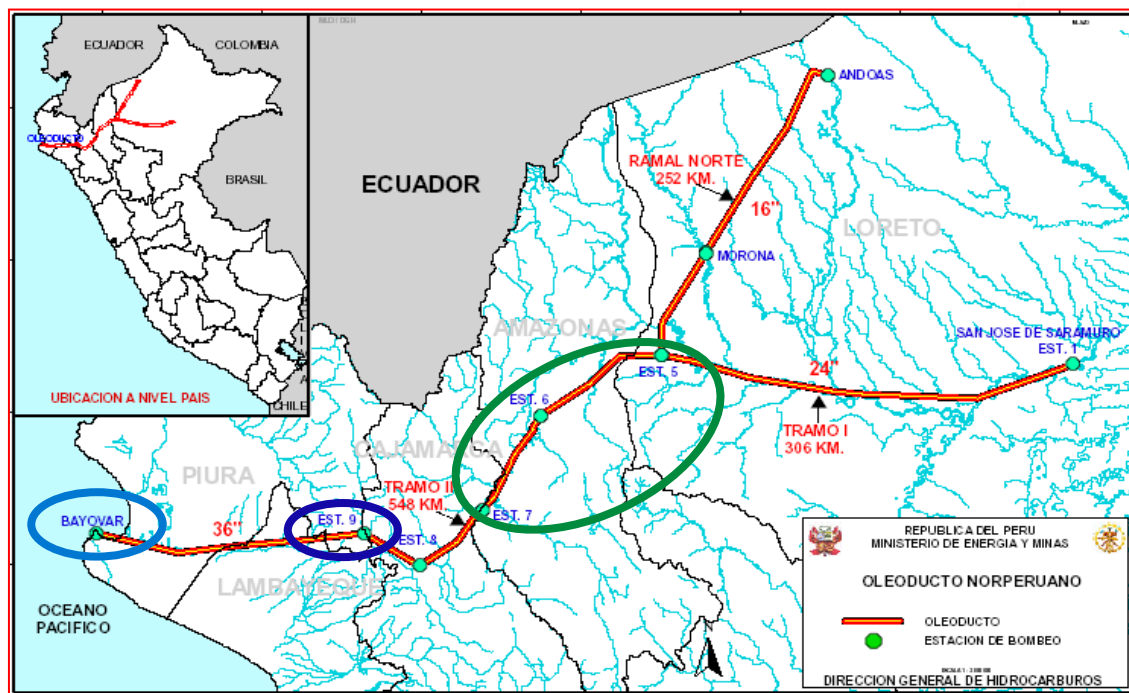 MED / DGH
ECUADOR
COLOMBIA
OLEODUCTO
BRASIL
CHILE
UBICACION A NIVEL PAIS
ECUADOR
ANDOAS
RAMAL NORTE
252 KM.
16"
LORETO
MORONA
AMAZONAS
SAN JOSE DE SARAMURO
EST. 1
EST. 5
24"
TRAMO I
306 KM.
EST. 6
CAJAMARCA
PIURA
TRAMO II
548 KM.
EST. 7
BAYOVAR
36"
EST. 9
EST. 8
LAMBAYEQUE
OCEANO
PACIFICO
N
REPUBLICA DEL PERU
MINISTERIO DE ENERGIA Y MINAS
OLEODUCTO NORPERUANO
OLEODUCTO
ESTACION DE BOMBEO
DIRECCION GENERAL DE HIDROCARBUROS